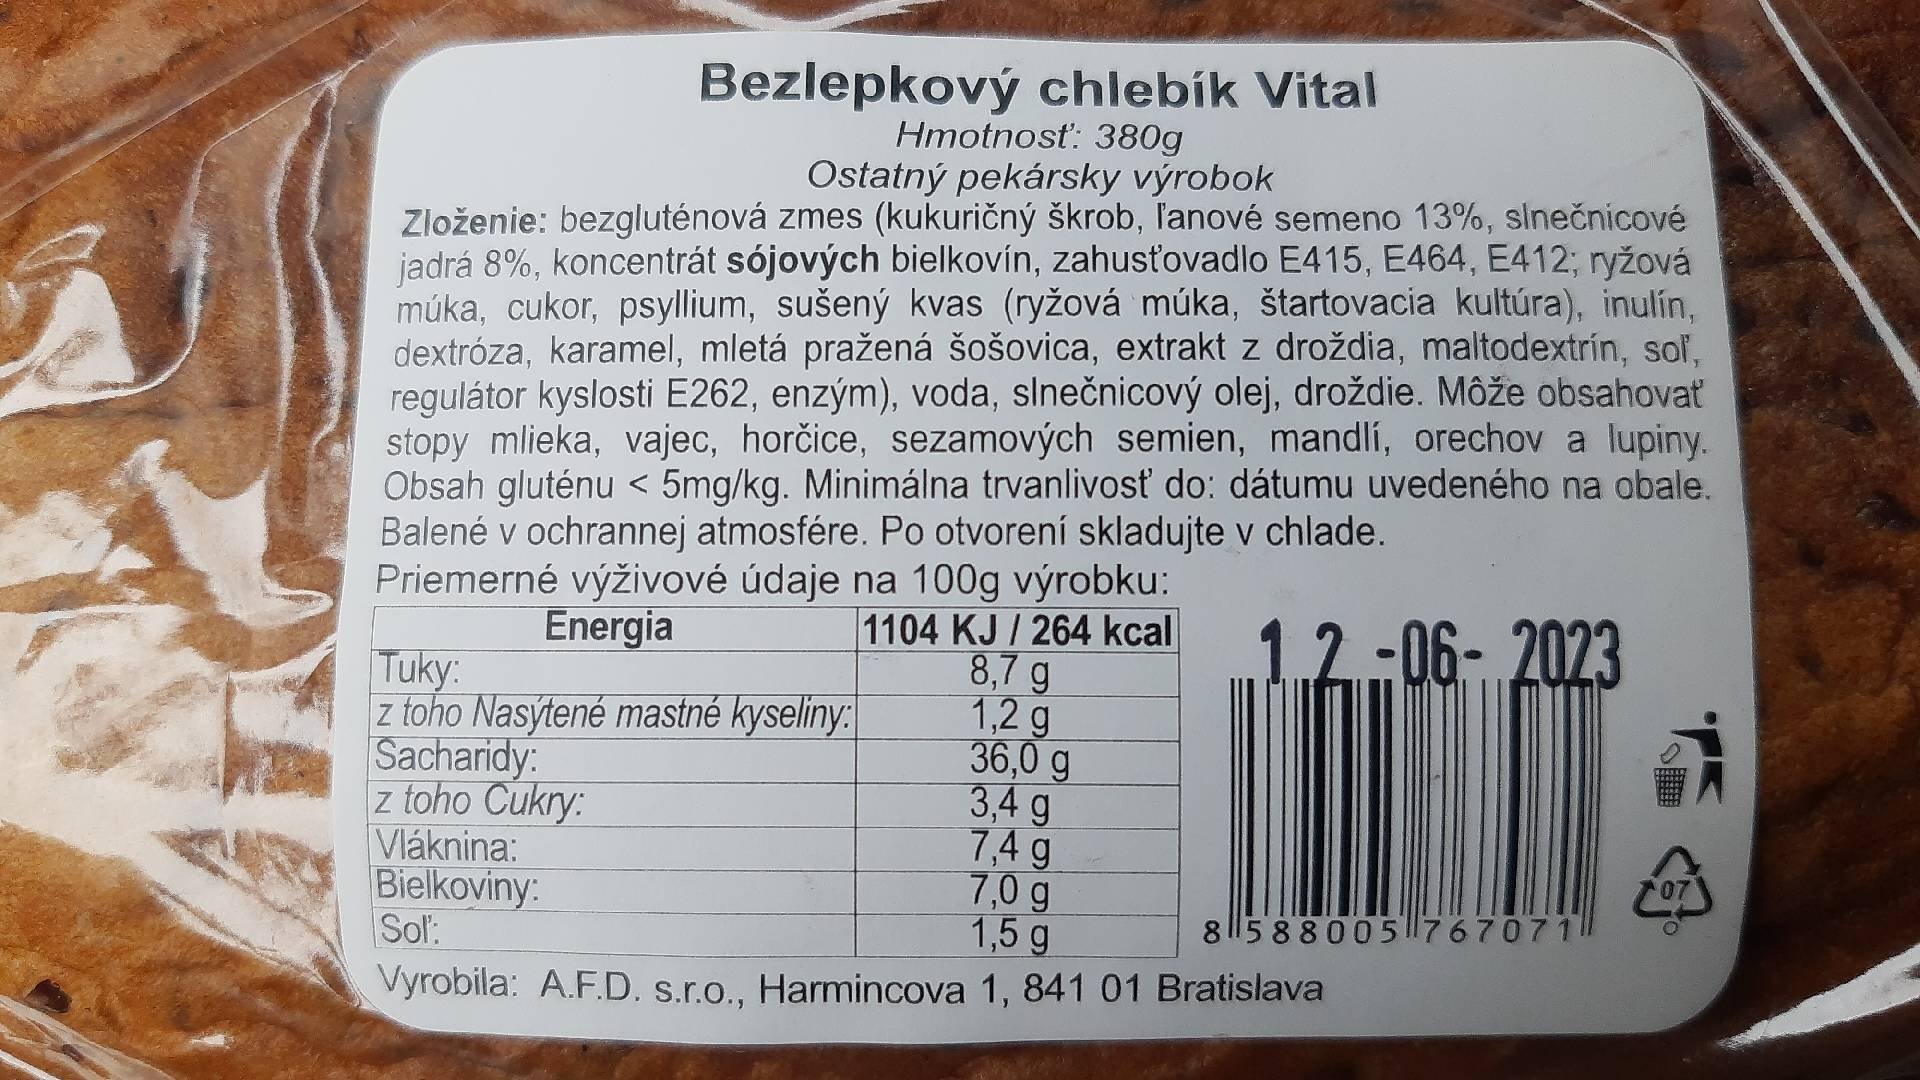 Bezlepkový chlebík Vital
Hmotnosť: 380g
Ostatný pekársky výrobok
Zloženie: bezgluténová zmes (kukuričný škrob, ľanové semeno 13%, slnečnicové
jadrá 8%, koncentrát sójových bielkovín, zahusťovadlo E415, E464, E412; ryžová
múka, cukor, psyllium, sušený kvas (ryžová múka, štartovacia kultúra), inulín,
dextróza, karamel, mletá pražená šošovica, extrakt z droždia, maltodextrín, soľ,
regulátor kyslosti E262, enzým), voda, slnečnicový olej, droždie. Môže obsahovať
stopy mlieka, vajec, horčice, sezamových semien, mandlí, orechov a lupiny.
Obsah gluténu < 5mg/kg. Minimálna trvanlivosť do: dátumu uvedeného na obale.
Balené v ochrannej atmosfére. Po otvorení skladujte v chlade.
Priemerné výživové údaje na 100g výrobku:
Energia 1104 KJ / 264 kcal
Tuky: 8,7 g
z toho Nasýtené mastné kyseliny: 1,2 g
Sacharidy: 36,0 g
z toho Cukry: 3,4 g
Vláknina: 7,4 g
Bielkoviny: 7,0 g
Soľ: 1,5 g
12-06-2023
8 588005 767071
07
Vyrobila: A.F.D. s.r.o., Harmincova 1, 841 01 Bratislava